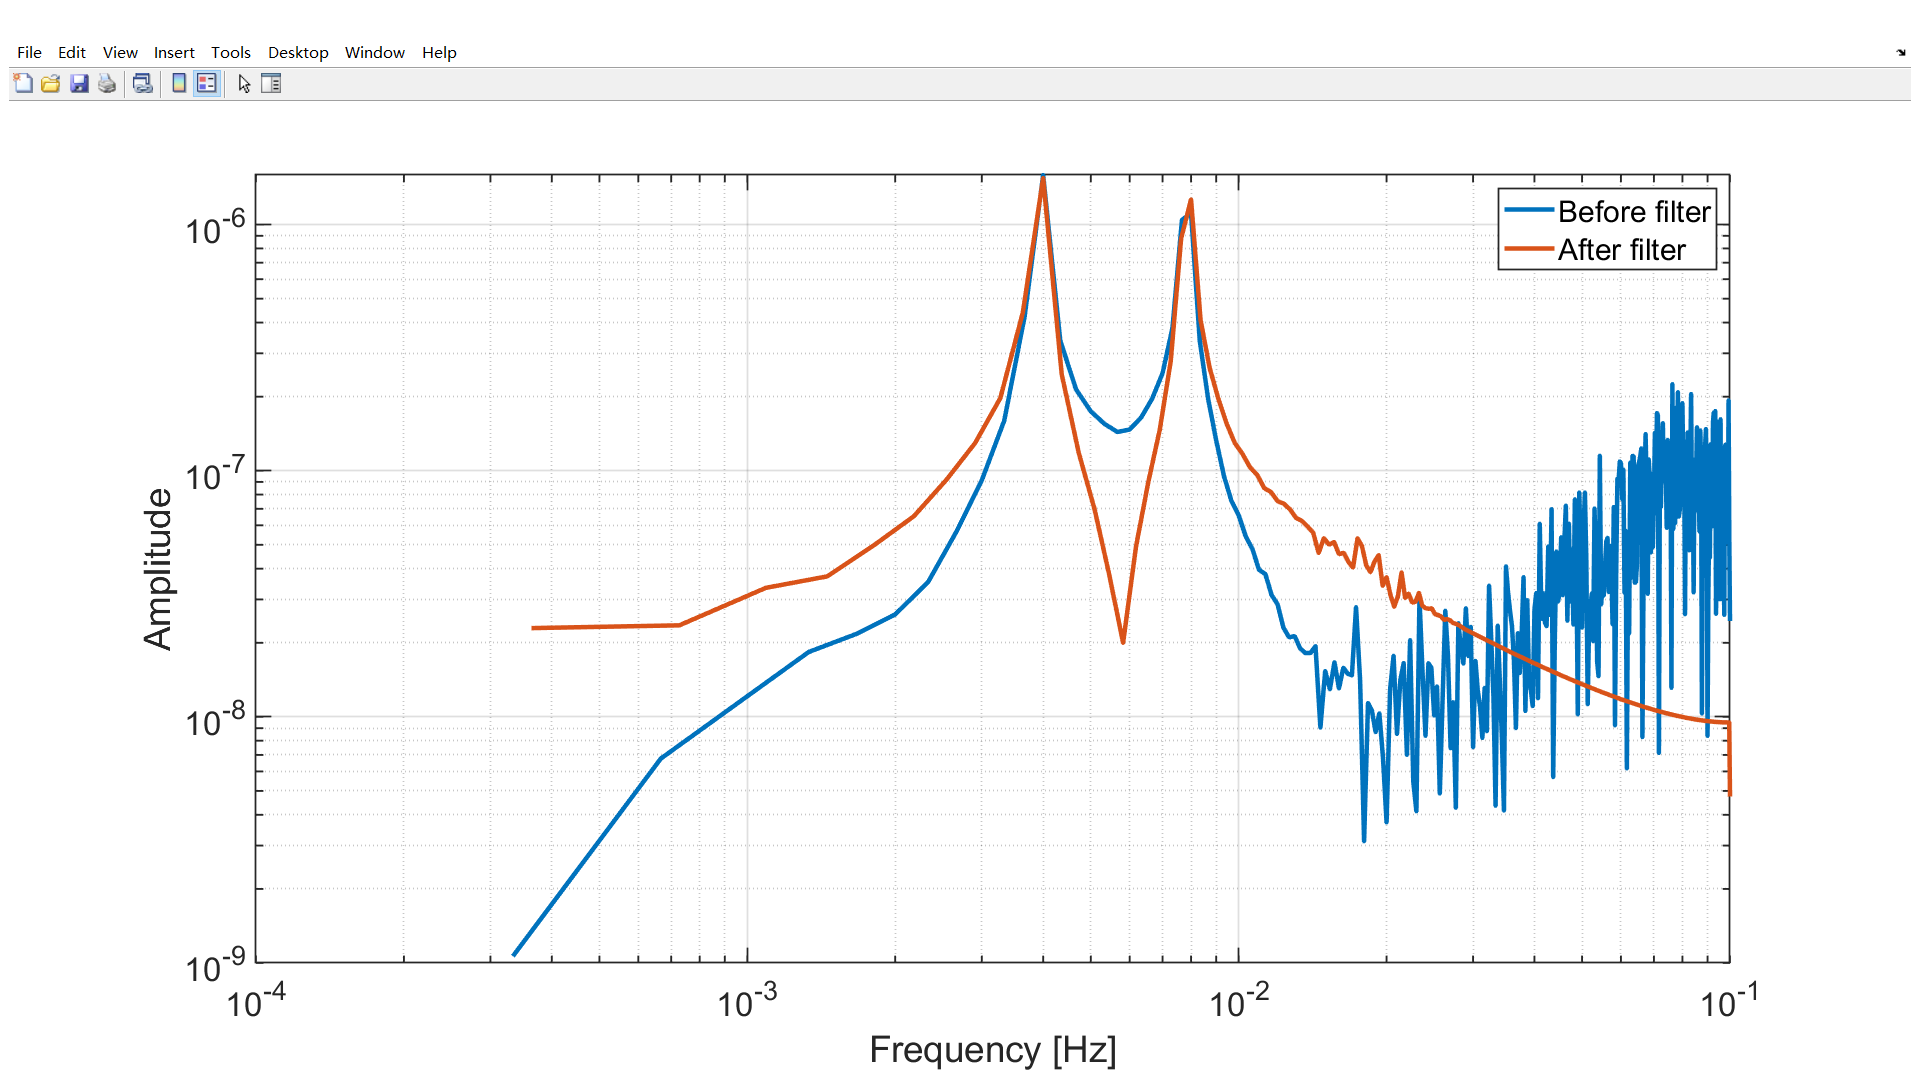 File Edit View Insert Tools Desktop Window Help
Before filter
After filter
10^-6
10^-7
10^-8
10^-9
Amplitude
10^-4 10^-3 10^-2 10^-1
Frequency [Hz]